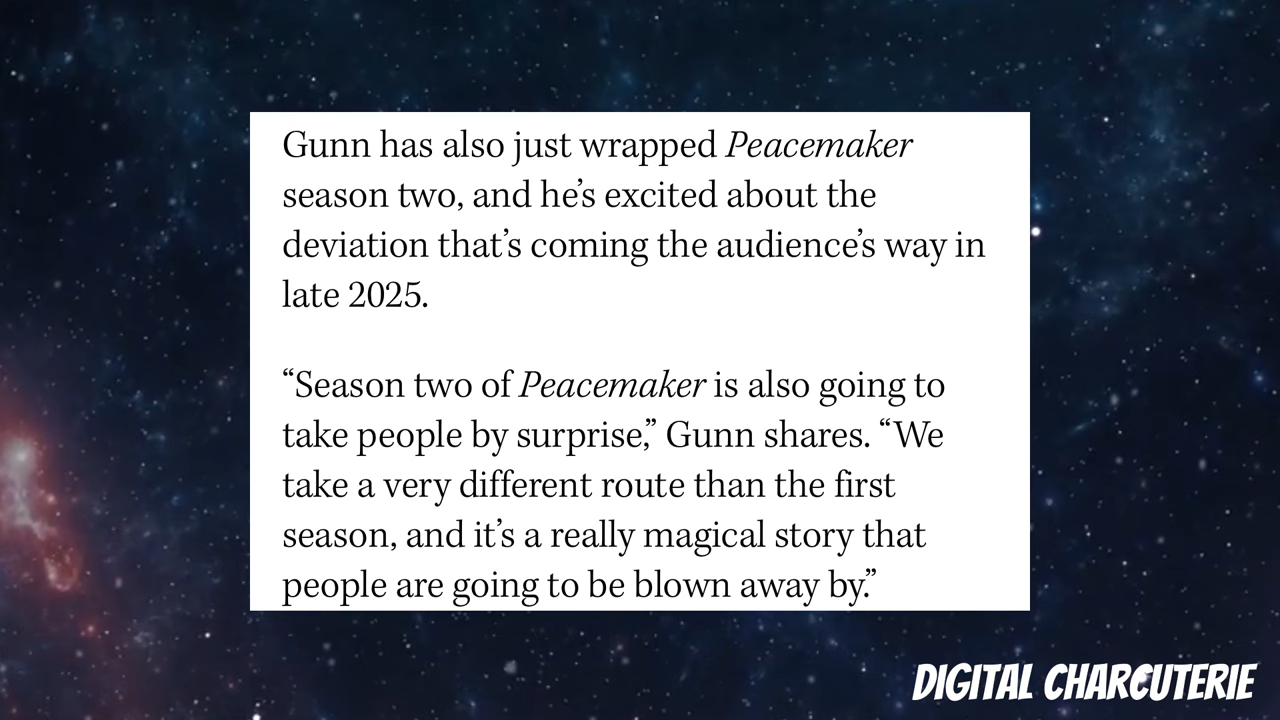 Gunn has also just wrapped Peacemaker
season two, and he’s excited about the
deviation that’s coming the audience’s way in
late 2025.
“Season two of Peacemaker is also going to
take people by surprise,” Gunn shares. “We
take a very different route than the first
season, and it’s a really magical story that
people are going to be blown away by.”
DIGITAL CHARCUTERIE